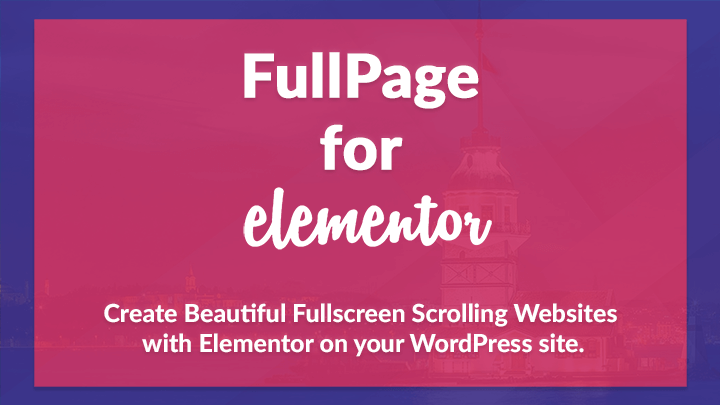 FullPage
for
elementor
Create Beautiful Fullscreen Scrolling Websites
with Elementor on your WordPress site.